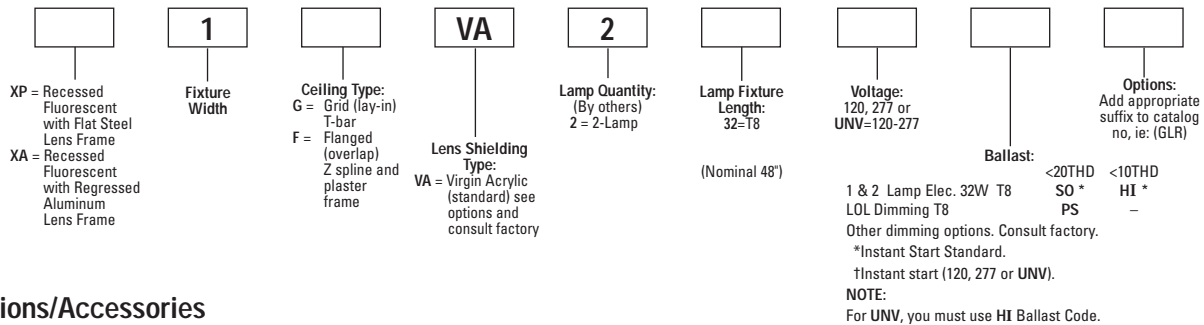 1
VA
2
XP = Recessed
Fluorescent
with Flat Steel
Lens Frame
XA = Recessed
Fluorescent
with Regressed
Aluminum
Lens Frame
Fixture
Width
Ceiling Type:
G = Grid (lay-in)
T-bar
F = Flanged
(overlap)
Z spline and
plaster
frame
Lens Shielding
Type:
VA = Virgin Acrylic
(standard) see
options and
consult factory
Lamp Quantity:
(By others)
2 = 2-Lamp
Lamp Fixture
Length:
32=T8
(Nominal 48")
Voltage:
120, 277 or
UNV=120-277
Options:
Add appropriate
suffix to catalog
no, ie: (GLR)
Ballast:
<20THD <10THD
1 & 2 Lamp Elec. 32W T8 SO * HI *
LOL Dimming T8 PS –
Other dimming options. Consult factory.
*Instant Start Standard.
†Instant start (120, 277 or UNV).
NOTE:
For UNV, you must use HI Ballast Code.
ions/Accessories